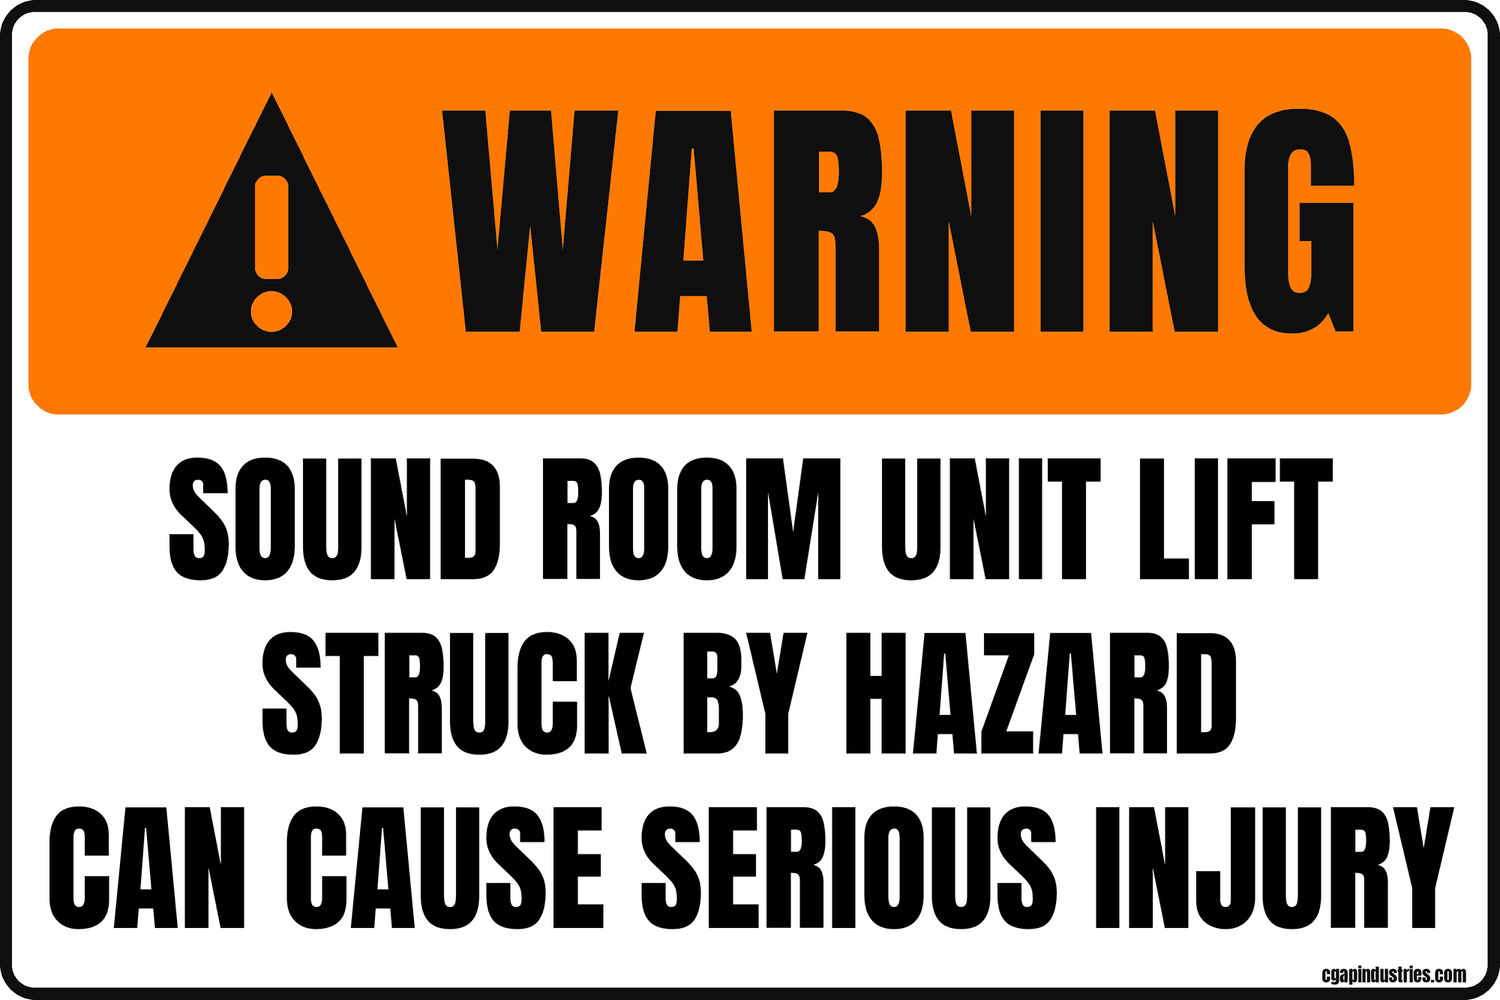 WARNING
SOUND ROOM UNIT LIFT
STRUCK BY HAZARD
CAN CAUSE SERIOUS INJURY
cgapindustries.com